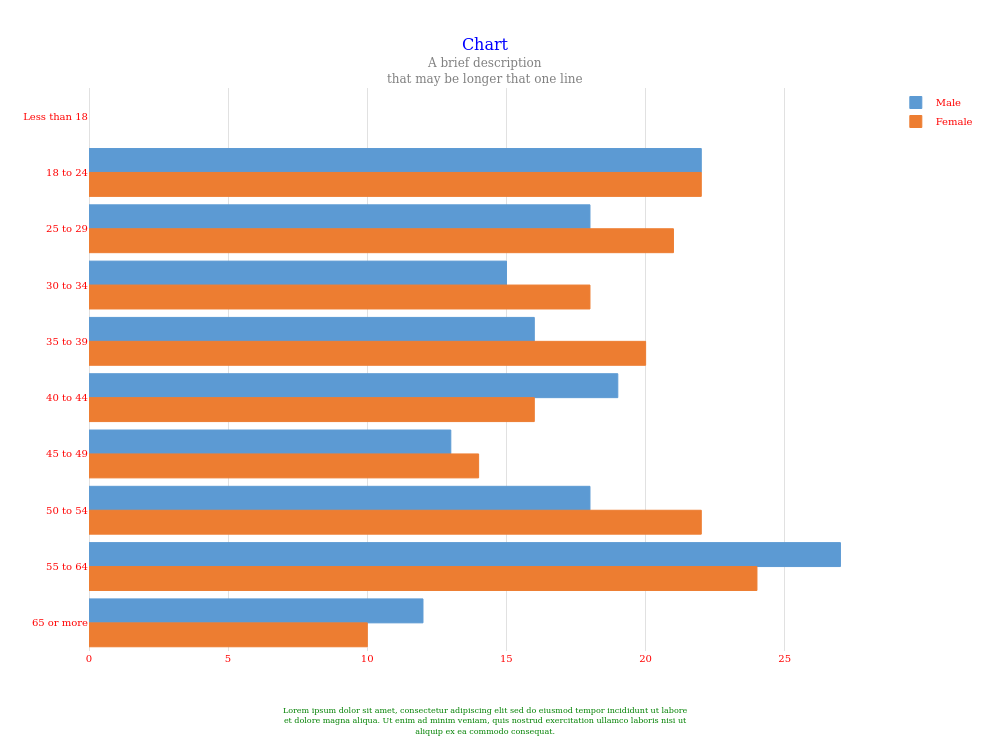 Chart
A brief description
that may be longer that one line
Male
Female
Less than 18
18 to 24
25 to 29
30 to 34
35 to 39
40 to 44
45 to 49
50 to 54
55 to 64
65 or more
0 5 10 15 20 25
Lorem ipsum dolor sit amet, consectetur adipiscing elit sed do eiusmod tempor incididunt ut labore
et dolore magna aliqua. Ut enim ad minim veniam, quis nostrud exercitation ullamco laboris nisi ut
aliquip ex ea commodo consequat.